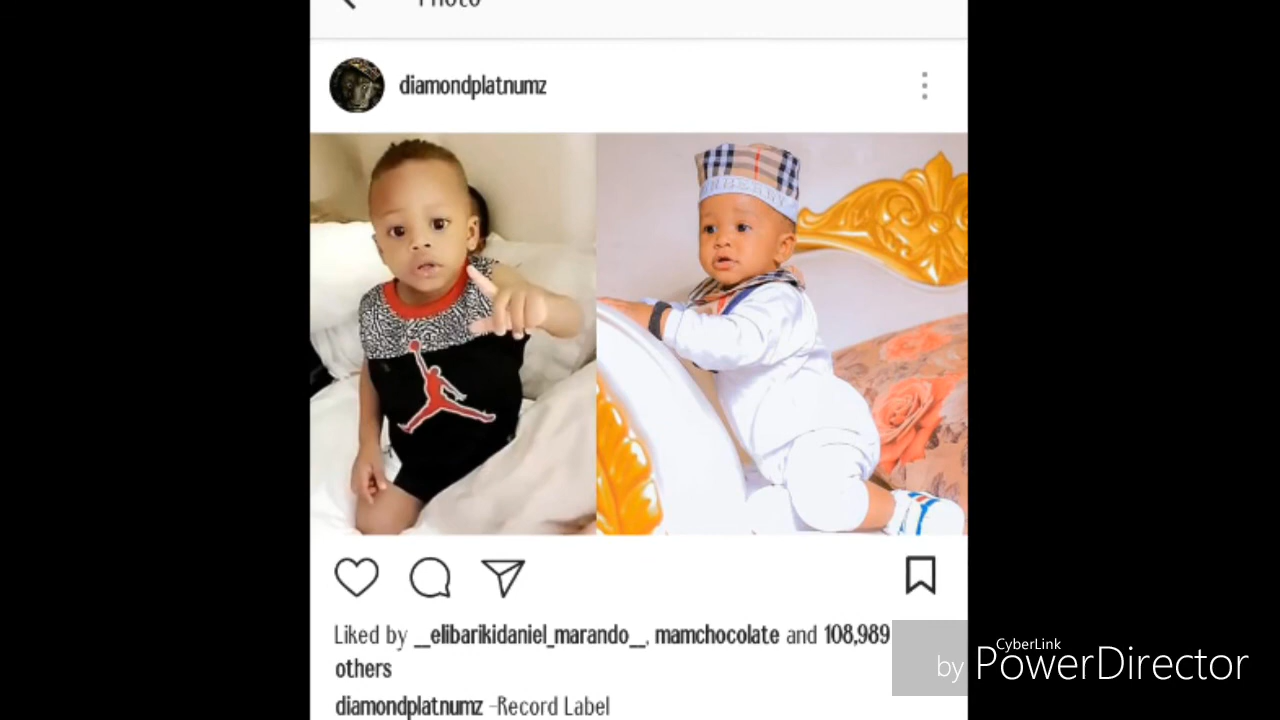 Photo
diamondplatnumz
Liked by __elibarikidaniel_marando__, mamchocolate and 108,989
others
diamondplatnumz -Record Label
by CyberLink
PowerDirector